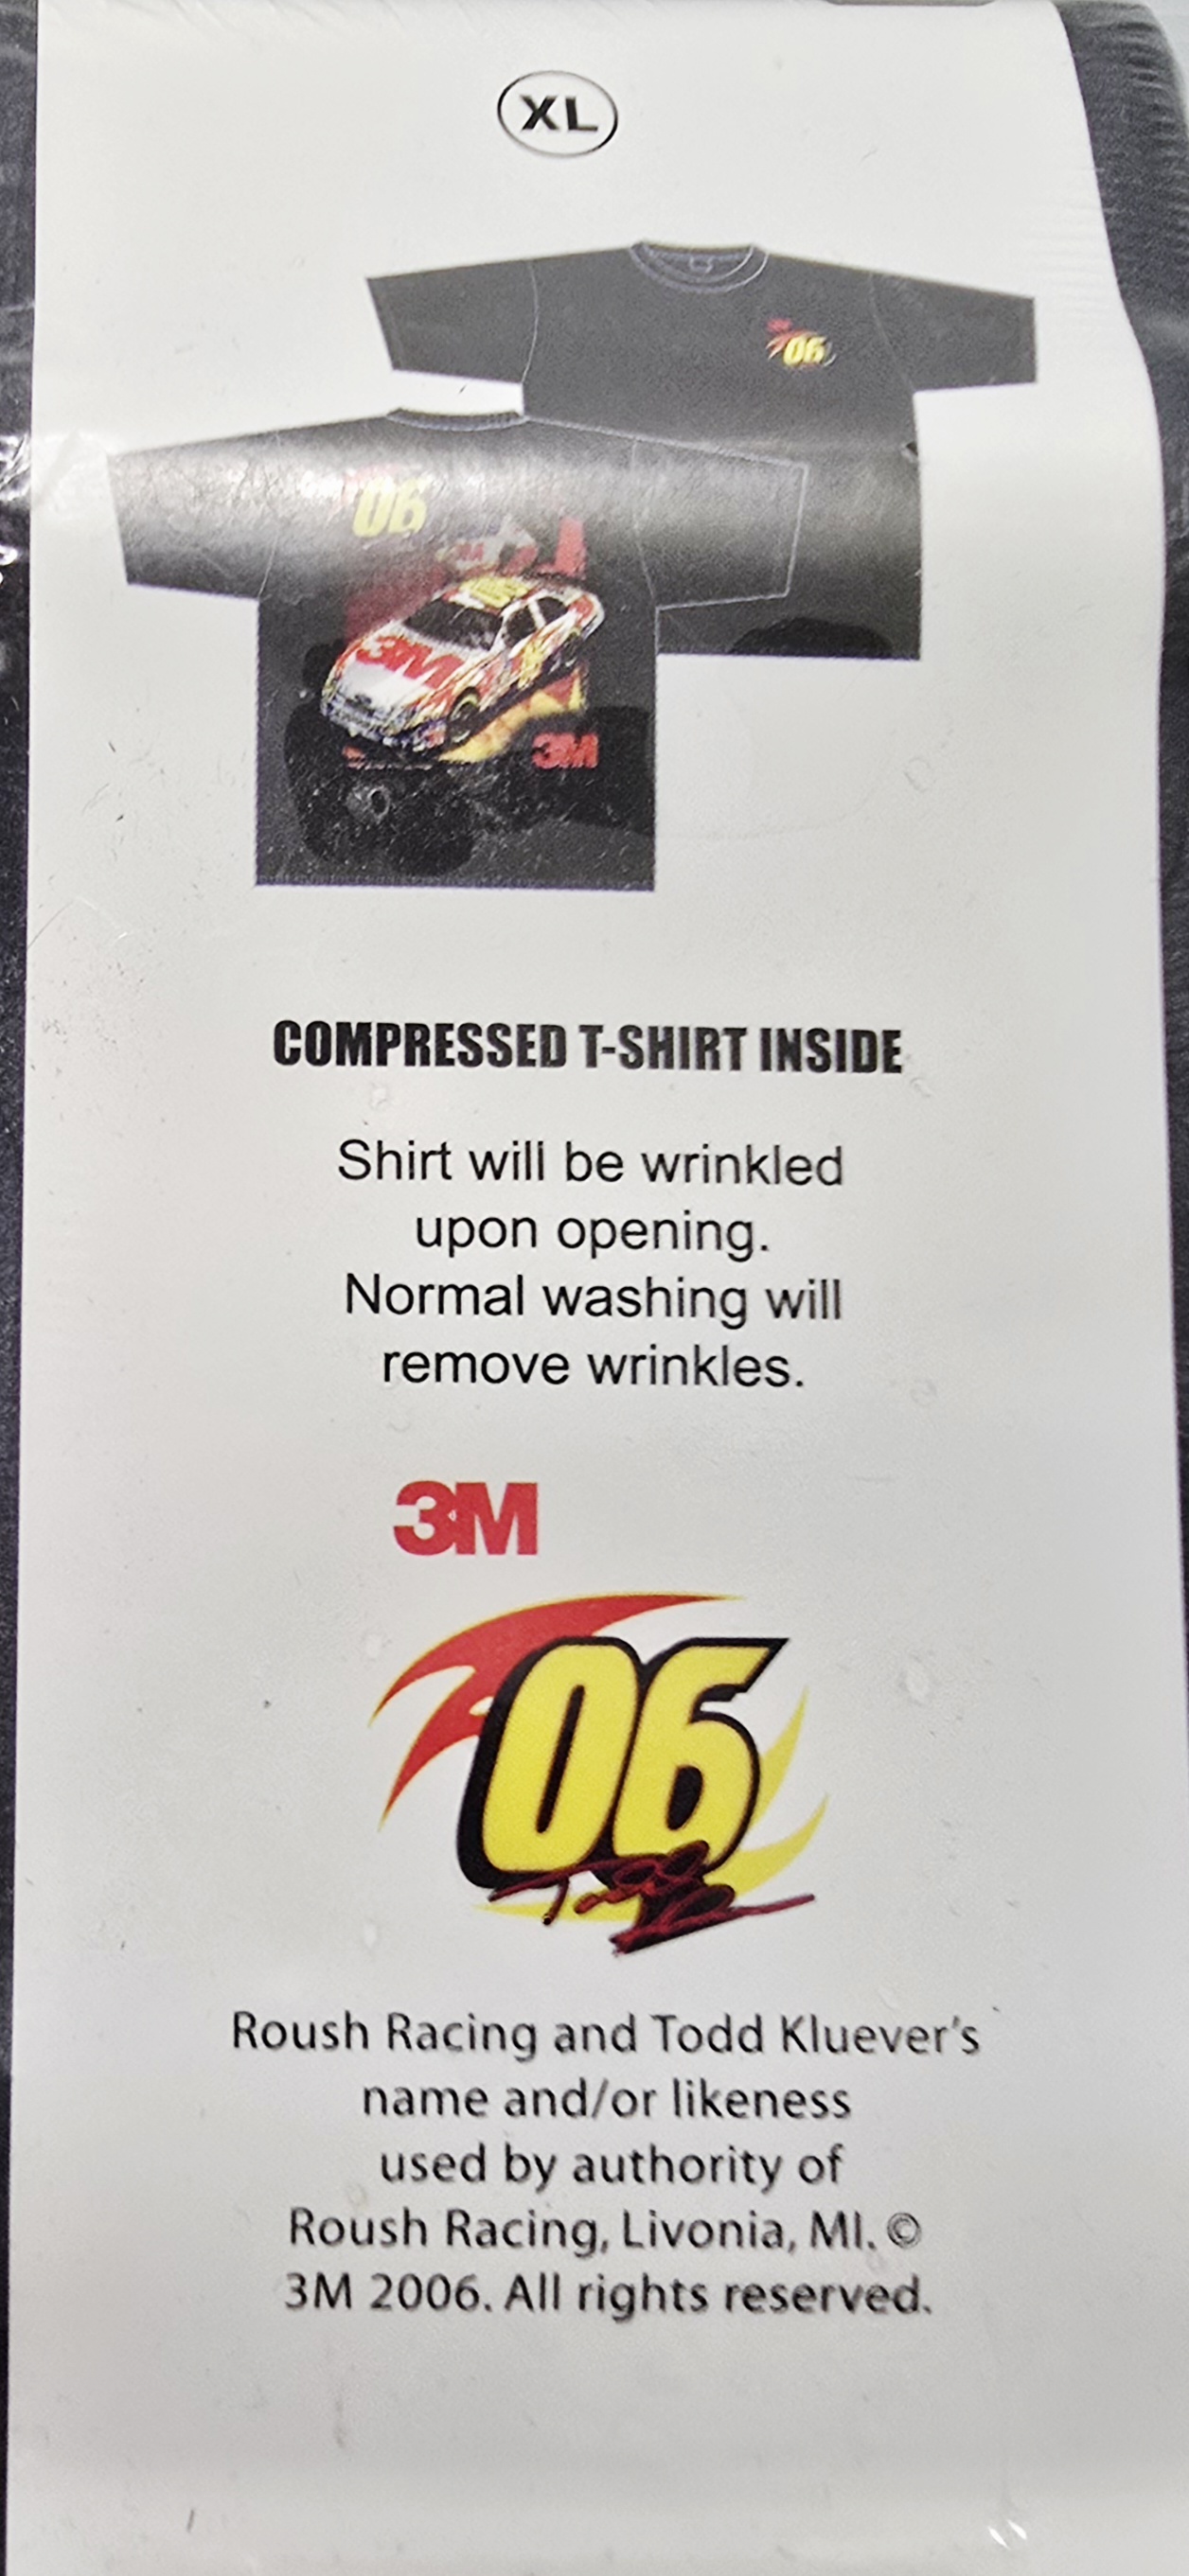 XL
3M
06
06
3M
3M
3M
COMPRESSED T-SHIRT INSIDE
Shirt will be wrinkled
upon opening.
Normal washing will
remove wrinkles.
3M
06
Roush Racing and Todd Kluever's
name and/or likeness
used by authority of
Roush Racing, Livonia, MI. ©
3M 2006. All rights reserved.